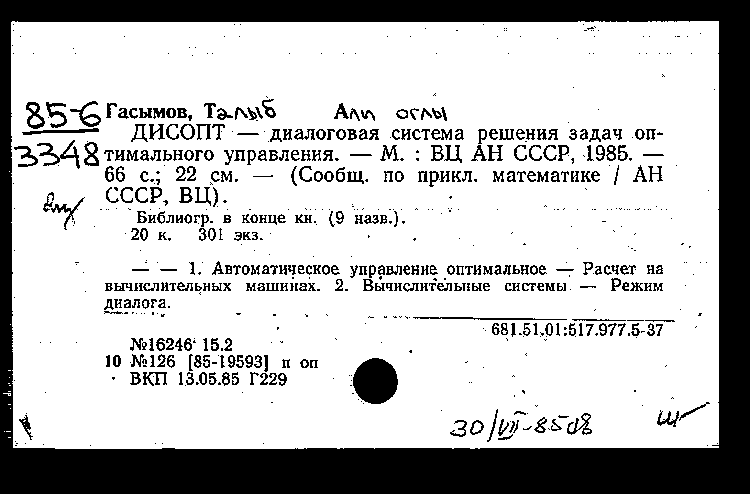 85-6 Гасымов, Талыб Али оглы
3348
ДИСОПТ — диалоговая система решения задач оп-
тимального управления. — М. : ВЦ АН СССР, 1985. —
66 с.; 22 см. — (Сообщ. по прикл. математике / АН
СССР, ВЦ).
Библиогр. в конце кн. (9 назв.).
20 к. 301 экз.
— — 1. Автоматическое управление оптимальное — Расчет на
вычислительных машинах. 2. Вычислительные системы — Режим
диалога.
681.51.01:517.977.5-37
№16246 15.2
10 №126 [85-19593] п оп
ВКП 13.05.85 Г229
30/VII-85